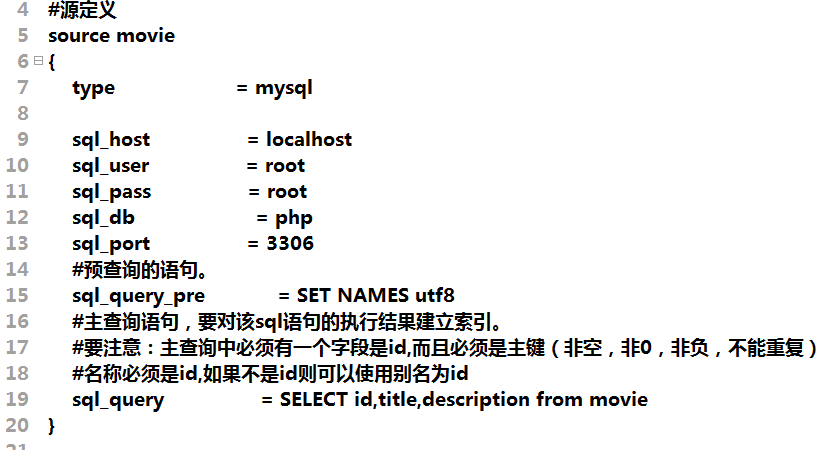 4 #源定义
5 source movie
6 {
7 type = mysql
8
9 sql_host = localhost
10 sql_user = root
11 sql_pass = root
12 sql_db = php
13 sql_port = 3306
14 #预查询的语句。
15 sql_query_pre = SET NAMES utf8
16 #主查询语句，要对该sql语句的执行结果建立索引。
17 #要注意：主查询中必须有一个字段是id,而且必须是主键（非空，非0，非负，不能重复）
18 #名称必须是id,如果不是id则可以使用别名为id
19 sql_query = SELECT id,title,description from movie
20 }